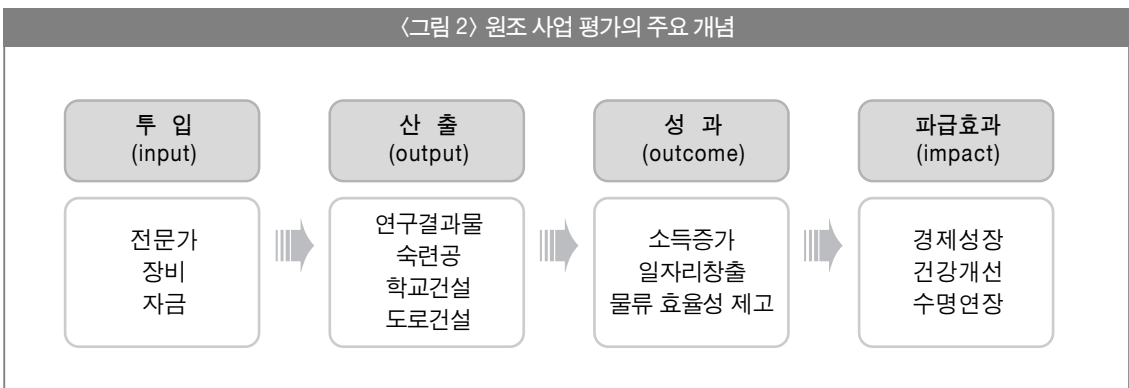 〈그림 2〉 원조 사업 평가의 주요 개념
투 입
(input)
전문가
장비
자금
산 출
(output)
연구결과물
숙련공
학교건설
도로건설
성 과
(outcome)
소득증가
일자리창출
물류 효율성 제고
파급효과
(impact)
경제성장
건강개선
수명연장